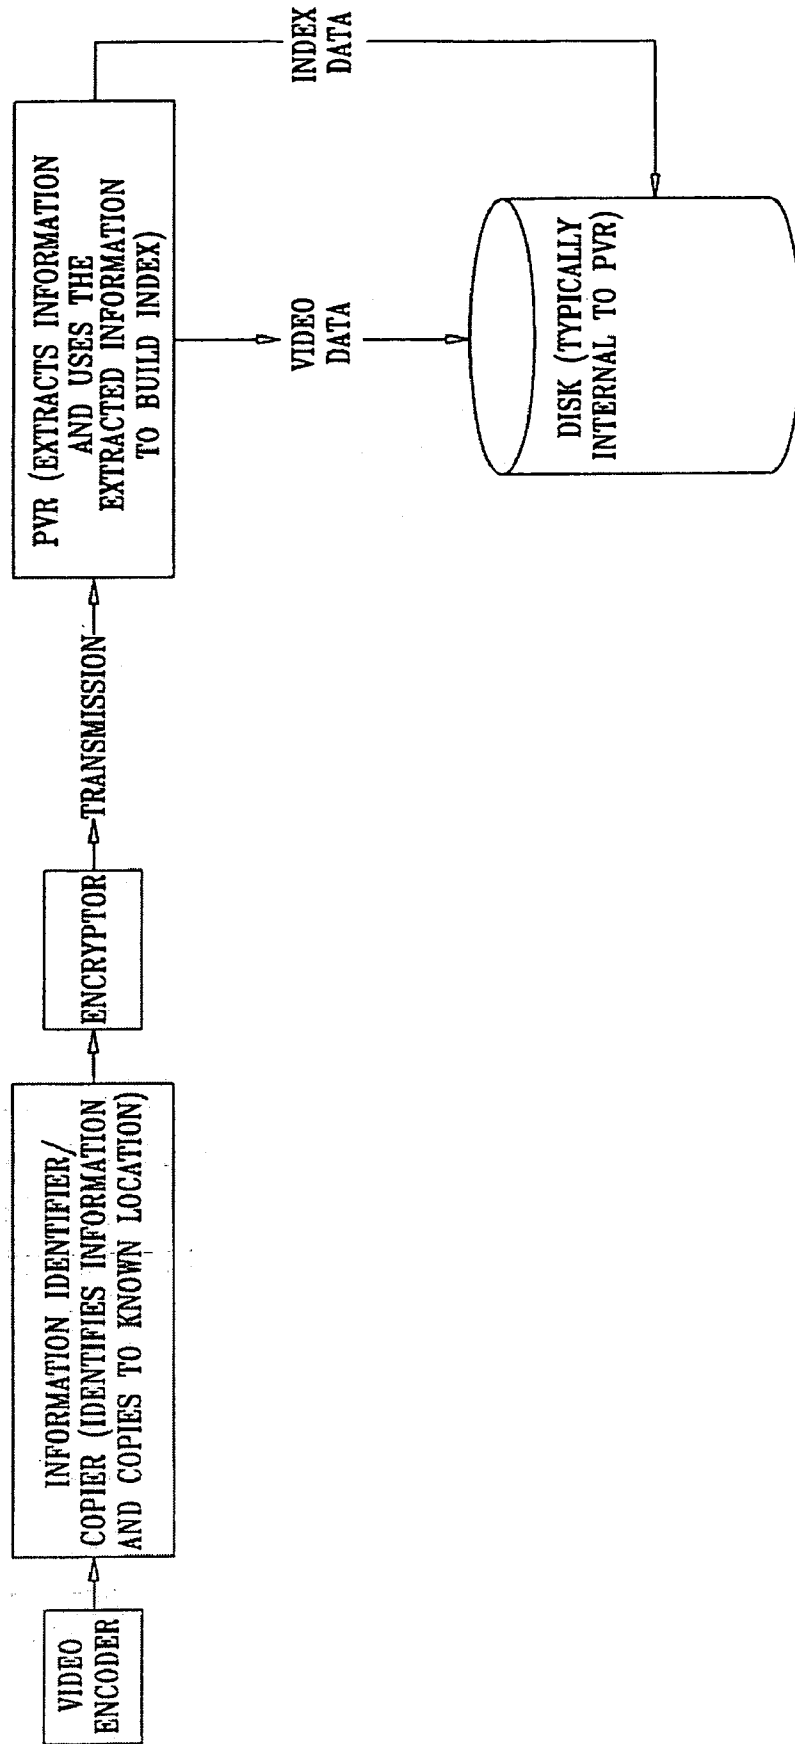 VIDEO
ENCODER
INFORMATION IDENTIFIER/
COPIER (IDENTIFIES INFORMATION
AND COPIES TO KNOWN LOCATION)
ENCRYPTOR
TRANSMISSION
PVR (EXTRACTS INFORMATION
AND USES THE
EXTRACTED INFORMATION
TO BUILD INDEX)
VIDEO
DATA
INDEX
DATA
DISK (TYPICALLY
INTERNAL TO PVR)